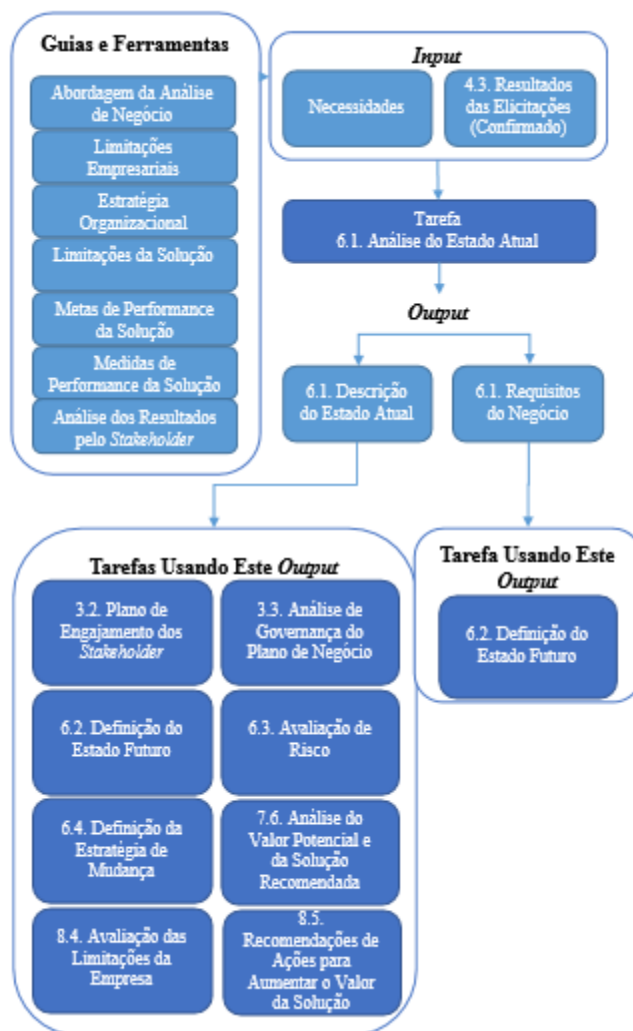 Guias e Ferramentas
Abordagem da Análise
de Negócio
Limitações
Empresariais
Estratégia
Organizacional
Limitações da Solução
Metas de Performance
da Solução
Medidas de
Performance da Solução
Análise dos Resultados
pelo Stakeholder
Input
Necessidades
4.3. Resultados
das Elicitações
(Confirmado)
Tarefa
6.1. Análise do Estado Atual
Output
6.1. Descrição
do Estado Atual
6.1. Requisitos
do Negócio
Tarefas Usando Este Output
3.2. Plano de
Engajamento dos
Stakeholder
3.3. Análise de
Governança do
Plano de Negócio
6.2. Definição do
Estado Futuro
6.3. Avaliação de
Risco
6.4. Definição da
Estratégia de
Mudança
7.6. Análise do
Valor Potencial e
da Solução
Recomendada
8.4. Avaliação das
Limitações da
Empresa
8.5.
Recomendações de
Ações para
Aumentar o Valor
da Solução
Tarefa Usando Este
Output
6.2. Definição do
Estado Futuro